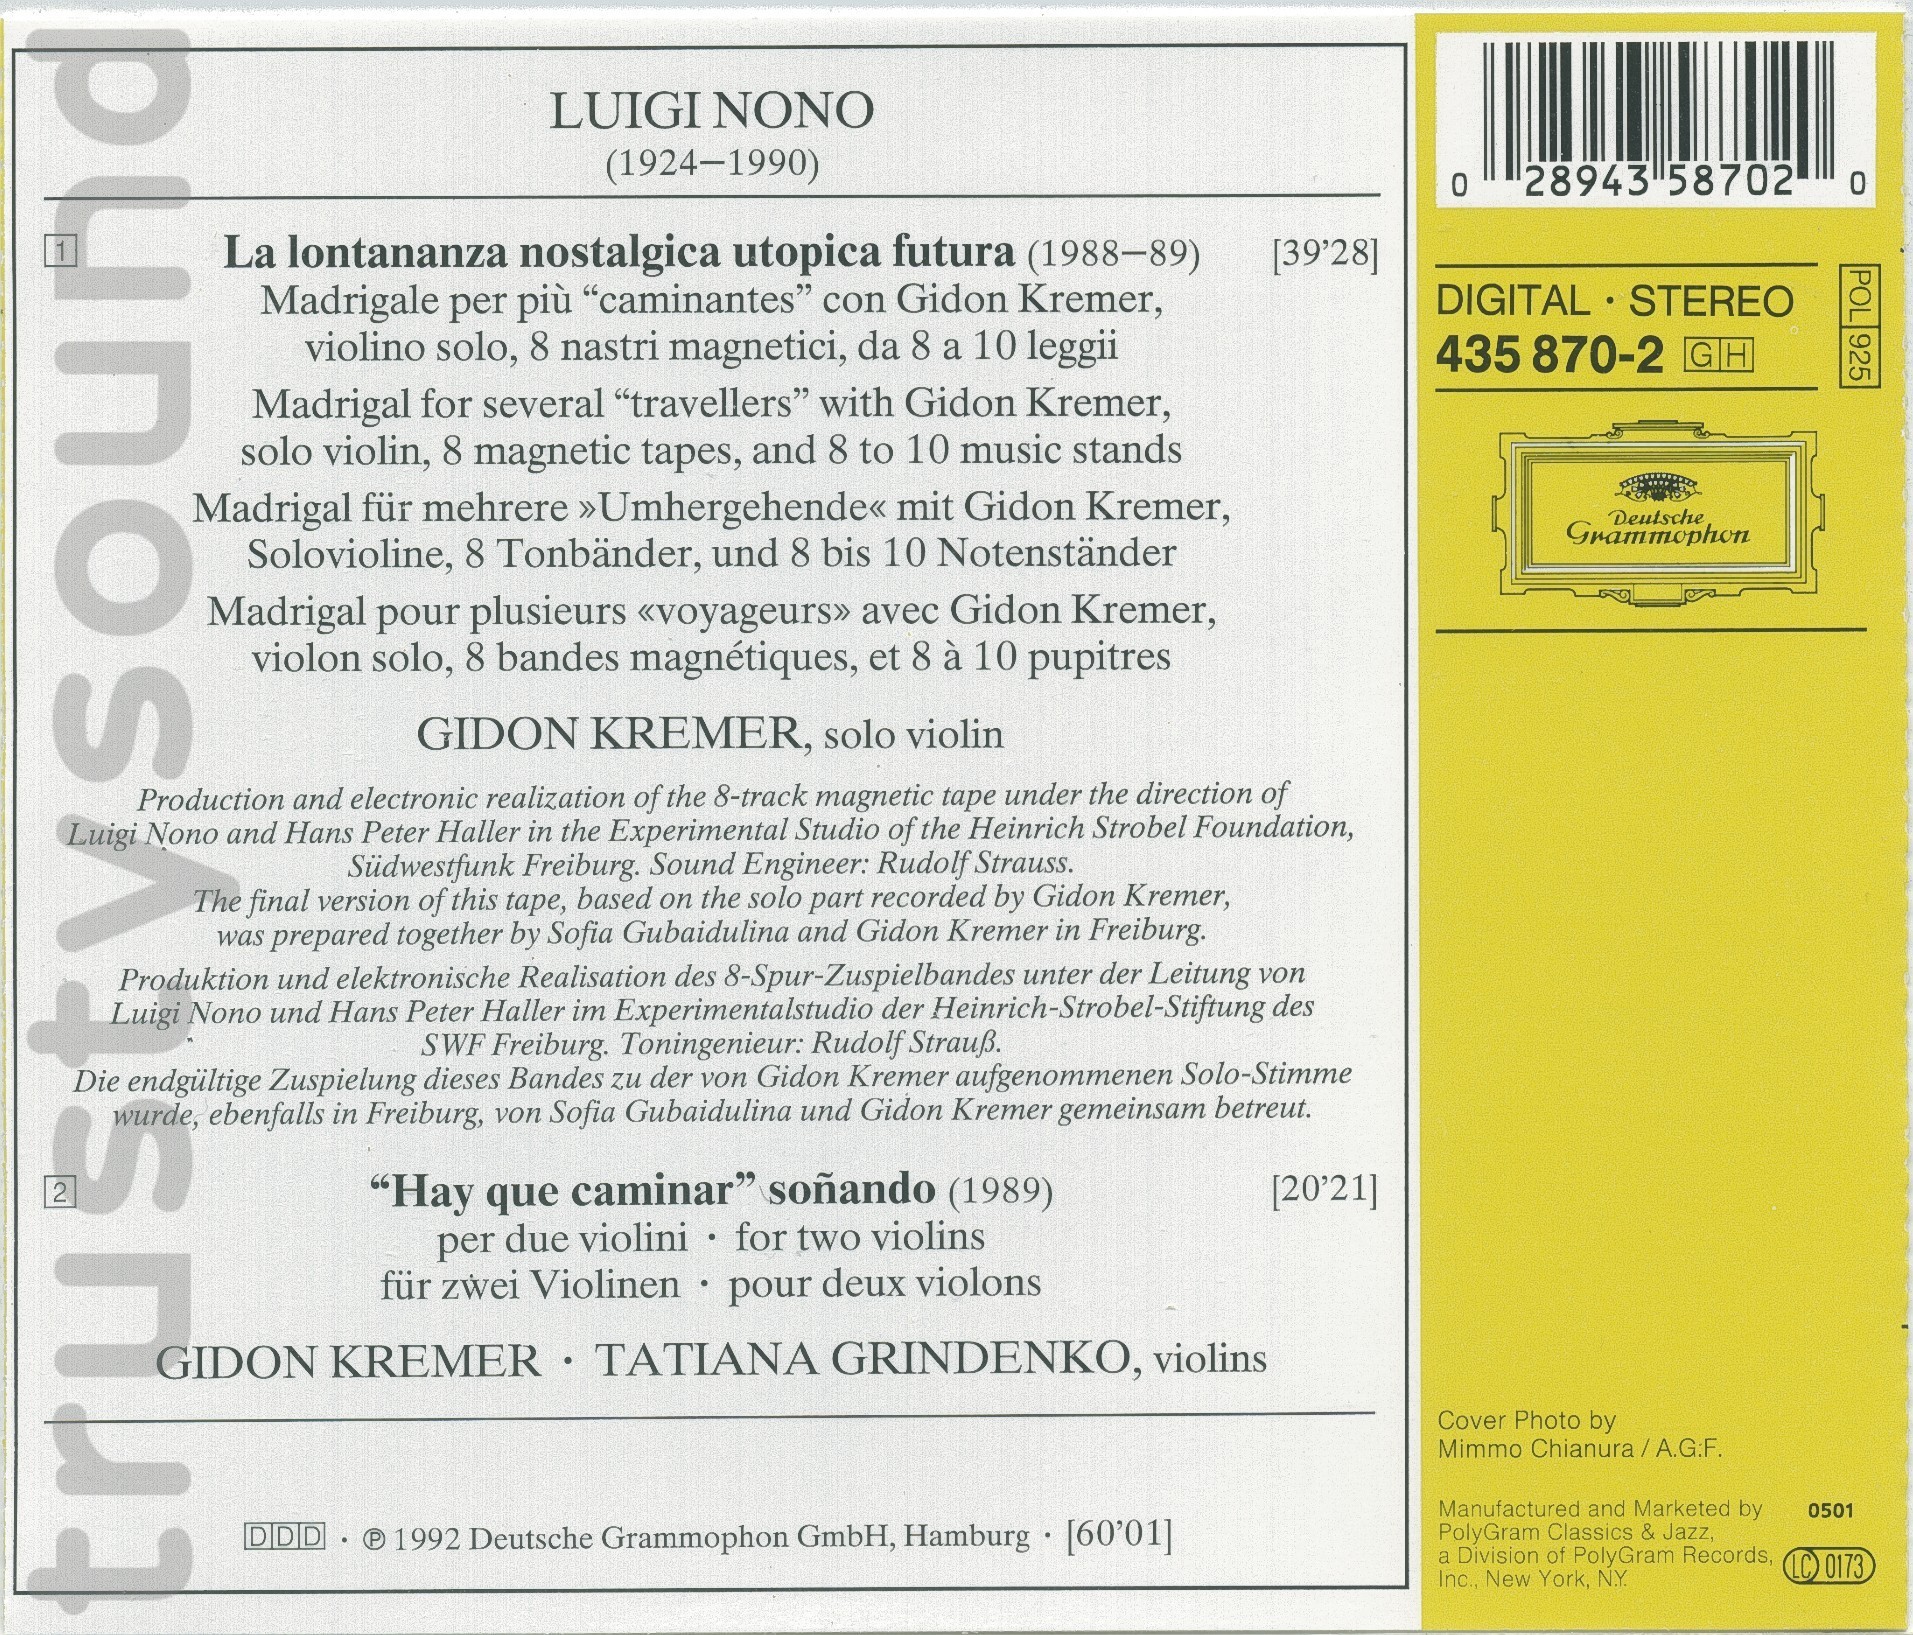 LUIGI NONO
(1924–1990)
1 La lontananza nostalgica utopica futura (1988–89) [39’28]
Madrigale per più “caminantes” con Gidon Kremer,
violino solo, 8 nastri magnetici, da 8 a 10 leggii
Madrigal for several “travellers” with Gidon Kremer,
solo violin, 8 magnetic tapes, and 8 to 10 music stands
Madrigal für mehrere »Umhergehende« mit Gidon Kremer,
Solovioline, 8 Tonbänder, und 8 bis 10 Notenständer
Madrigal pour plusieurs «voyageurs» avec Gidon Kremer,
violon solo, 8 bandes magnétiques, et 8 à 10 pupitres
GIDON KREMER, solo violin
Production and electronic realization of the 8-track magnetic tape under the direction of
Luigi Nono and Hans Peter Haller in the Experimental Studio of the Heinrich Strobel Foundation,
Südwestfunk Freiburg. Sound Engineer: Rudolf Strauss.
The final version of this tape, based on the solo part recorded by Gidon Kremer,
was prepared together by Sofia Gubaidulina and Gidon Kremer in Freiburg.
Produktion und elektronische Realisation des 8-Spur-Zuspielbandes unter der Leitung von
Luigi Nono und Hans Peter Haller im Experimentalstudio der Heinrich-Strobel-Stiftung des
SWF Freiburg. Toningenieur: Rudolf Strauß.
Die endgültige Zuspielung dieses Bandes zu der von Gidon Kremer aufgenommenen Solo-Stimme
wurde, ebenfalls in Freiburg, von Sofia Gubaidulina und Gidon Kremer gemeinsam betreut.
2 “Hay que caminar” soñando (1989) [20’21]
per due violini · for two violins
für zwei Violinen · pour deux violons
GIDON KREMER · TATIANA GRINDENKO, violins
DDD · ℗ 1992 Deutsche Grammophon GmbH, Hamburg · [60’01]
trustysound
0 28943 58702 0
DIGITAL · STEREO
435 870-2 GH
POL 925
Deutsche
Grammophon
Cover Photo by
Mimmo Chianura / A.G.F.
Manufactured and Marketed by
PolyGram Classics & Jazz,
a Division of PolyGram Records,
Inc., New York, N.Y.
0501
LC 0173